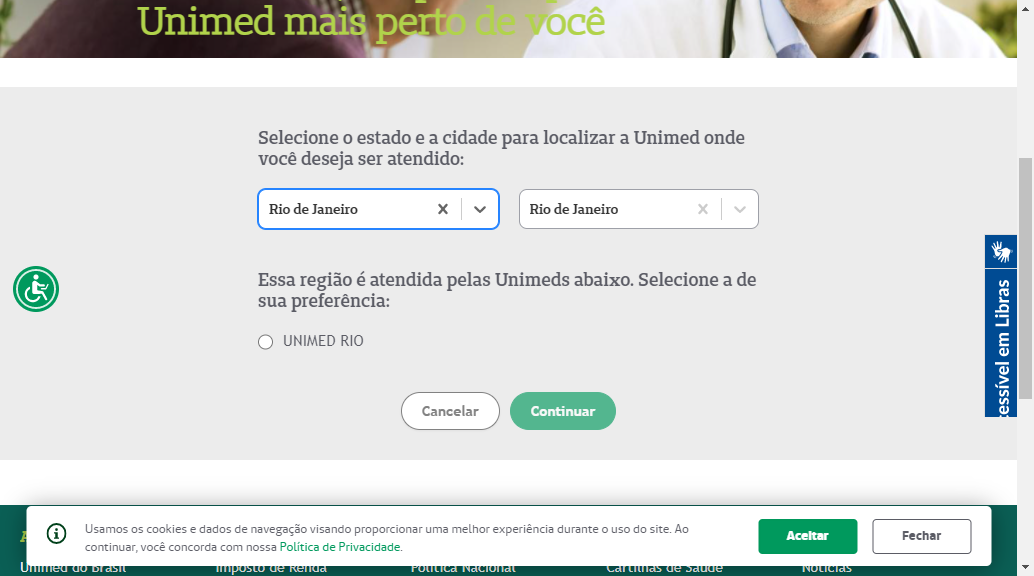 Unimed mais perto de você
Selecione o estado e a cidade para localizar a Unimed onde
você deseja ser atendido:
Rio de Janeiro
Rio de Janeiro
Essa região é atendida pelas Unimeds abaixo. Selecione a de
sua preferência:
UNIMED RIO
Cancelar
Continuar
essível em Libras
Usamos os cookies e dados de navegação visando proporcionar uma melhor experiência durante o uso do site. Ao
continuar, você concorda com nossa Política de Privacidade.
Aceitar
Fechar
Unimed do Brasil
Imposto de Renda
Política Nacional
Cartilhas de Saúde
Notícias